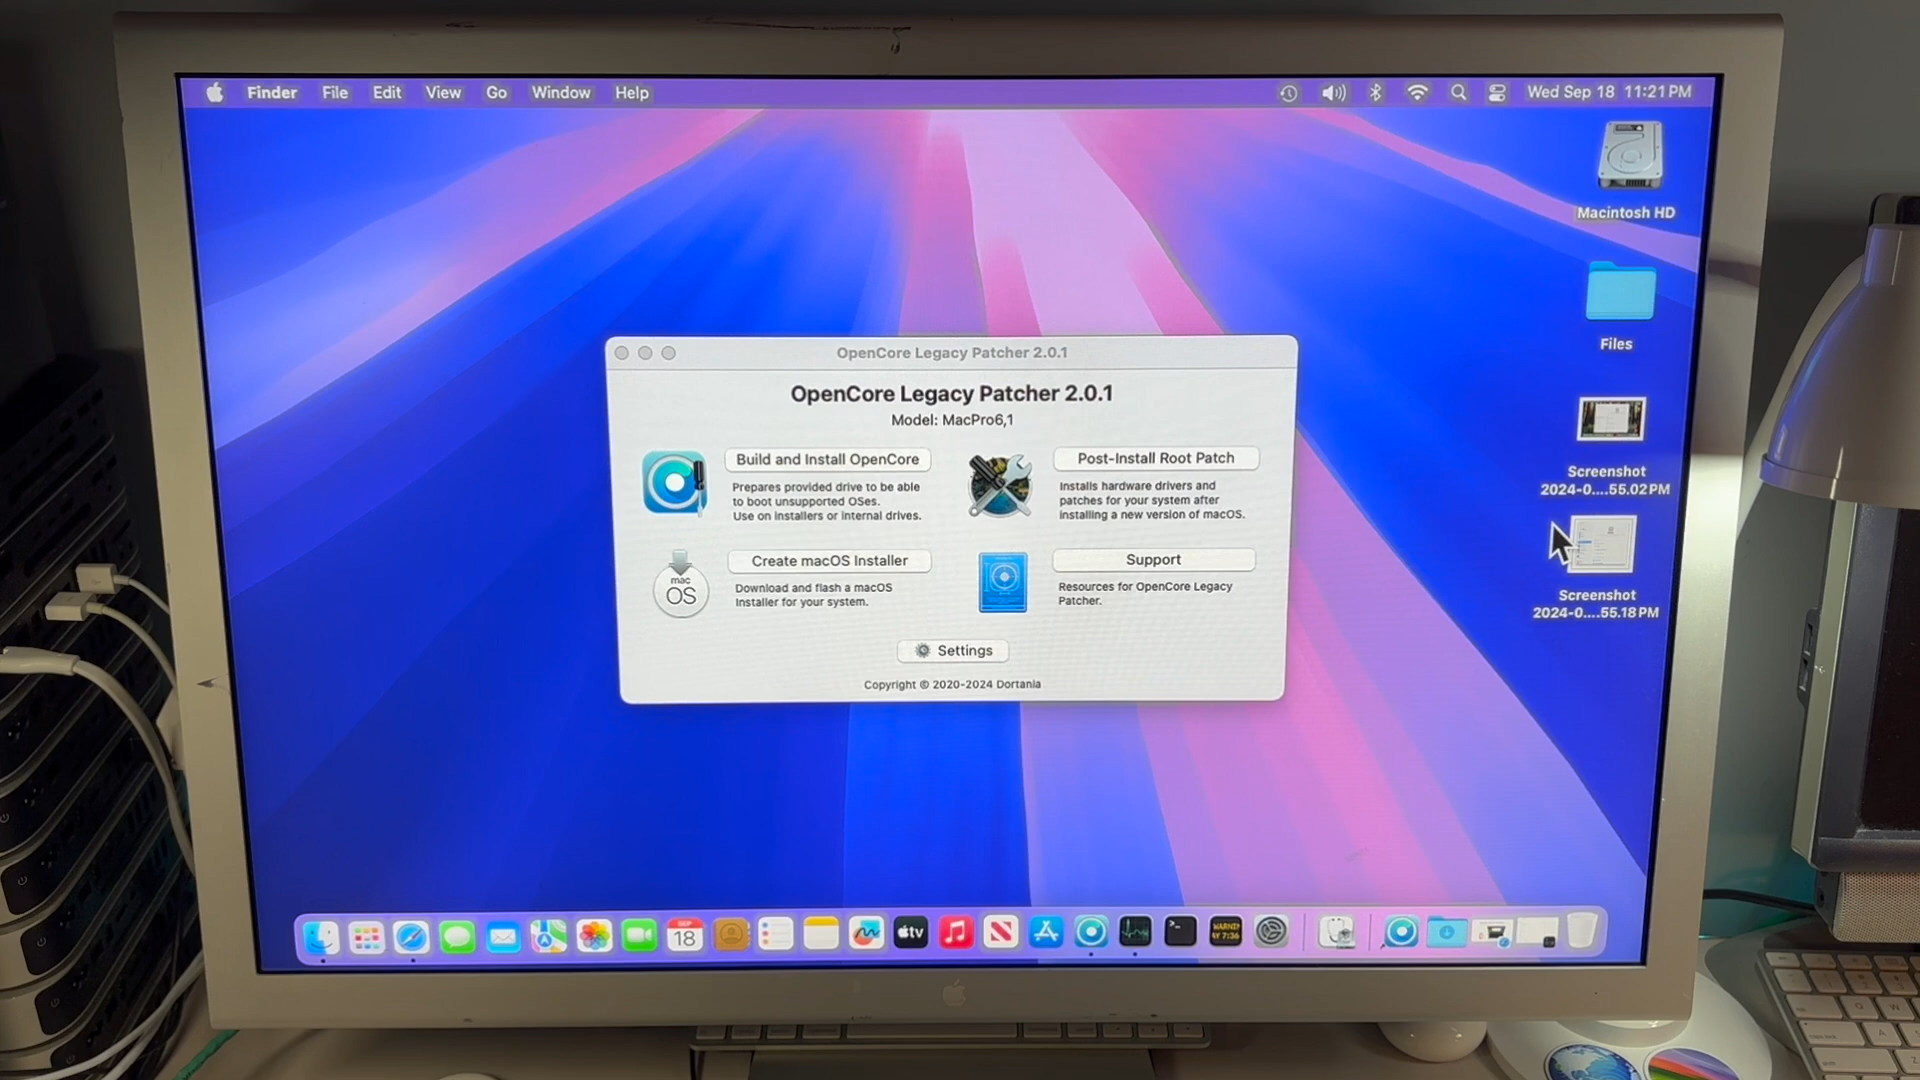 Finder File Edit View Go Window Help
Wed Sep 18 11:21 PM
Macintosh HD
Files
Screenshot
2024-0....55.02 PM
Screenshot
2024-0....55.18 PM
OpenCore Legacy Patcher 2.0.1
OpenCore Legacy Patcher 2.0.1
Model: MacPro6,1
Build and Install OpenCore
Prepares provided drive to be able
to boot unsupported OSes.
Use on installers or internal drives.
Post-Install Root Patch
Installs hardware drivers and
patches for your system after
installing a new version of macOS.
mac
OS
Create macOS Installer
Download and flash a macOS
Installer for your system.
Support
Resources for OpenCore Legacy
Patcher.
Settings
Copyright © 2020-2024 Dortania
SEP
18
tv
WARNIN
AY 7:36